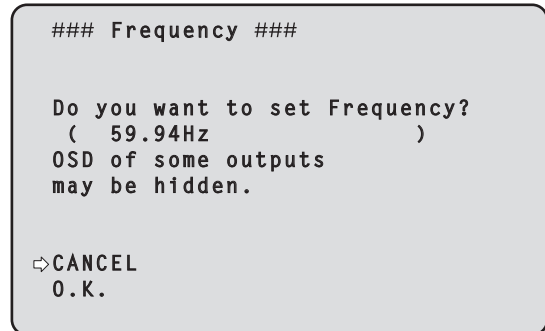 ### Frequency ###
Do you want to set Frequency?
( 59.94Hz )
OSD of some outputs
may be hidden.
⇨CANCEL
O.K.